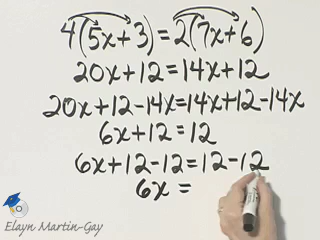 4(5x+3)=2(7x+6)
20x+12=14x+12
20x+12-14x=14x+12-14x
6x+12=12
6x+12-12=12-12
6x =
Elayn Martin-Gay